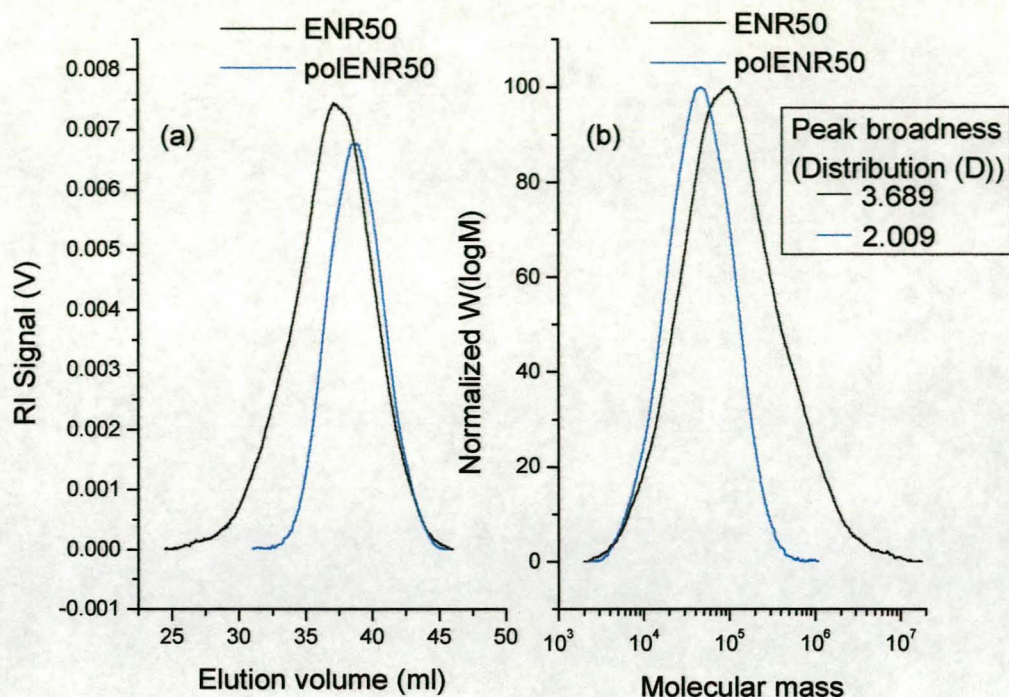 ENR50
polENR50
(a)
RI Signal (V)
0.008
0.007
0.006
0.005
0.004
0.003
0.002
0.001
0.000
-0.001
25 30 35 40 45 50
Elution volume (ml)
ENR50
polENR50
(b)
Peak broadness
(Distribution (D))
3.689
2.009
Normalized W(logM)
100
80
60
40
20
0
10³ 10⁴ 10⁵ 10⁶ 10⁷
Molecular mass